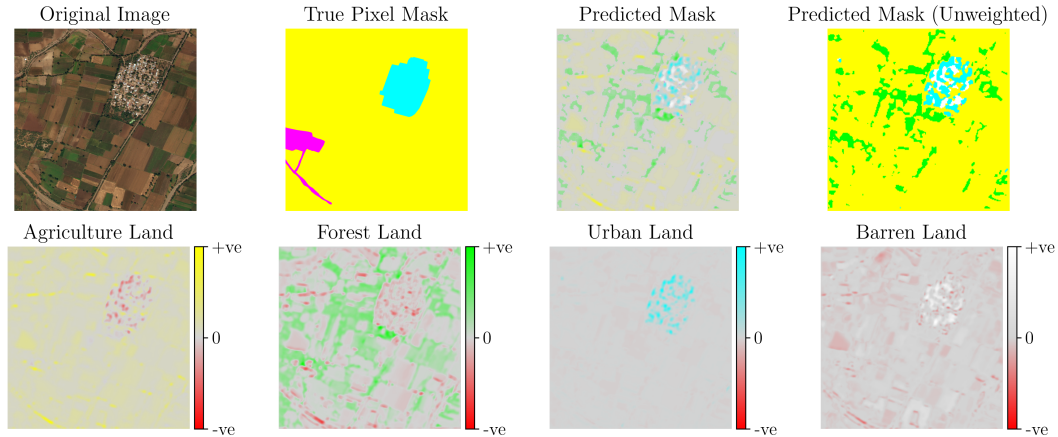 Original Image
True Pixel Mask
Predicted Mask
Predicted Mask (Unweighted)
Agriculture Land
+ve
0
-ve
Forest Land
+ve
0
-ve
Urban Land
+ve
0
-ve
Barren Land
+ve
0
-ve